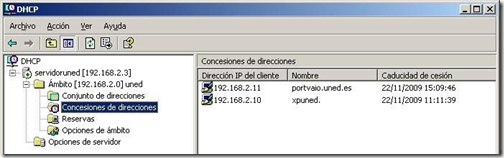 DHCP
Archivo Acción Ver Ayuda
DHCP
servidoruned [192.168.2.3]
Ámbito [192.168.2.0] uned
Conjunto de direcciones
Concesiones de direcciones
Reservas
Opciones de ámbito
Opciones de servidor
Concesiones de direcciones
Dirección IP del cliente Nombre Caducidad de cesión
192.168.2.11 portvaio.uned.es 22/11/2009 15:09:46
192.168.2.10 xpuned. 22/11/2009 11:11:39